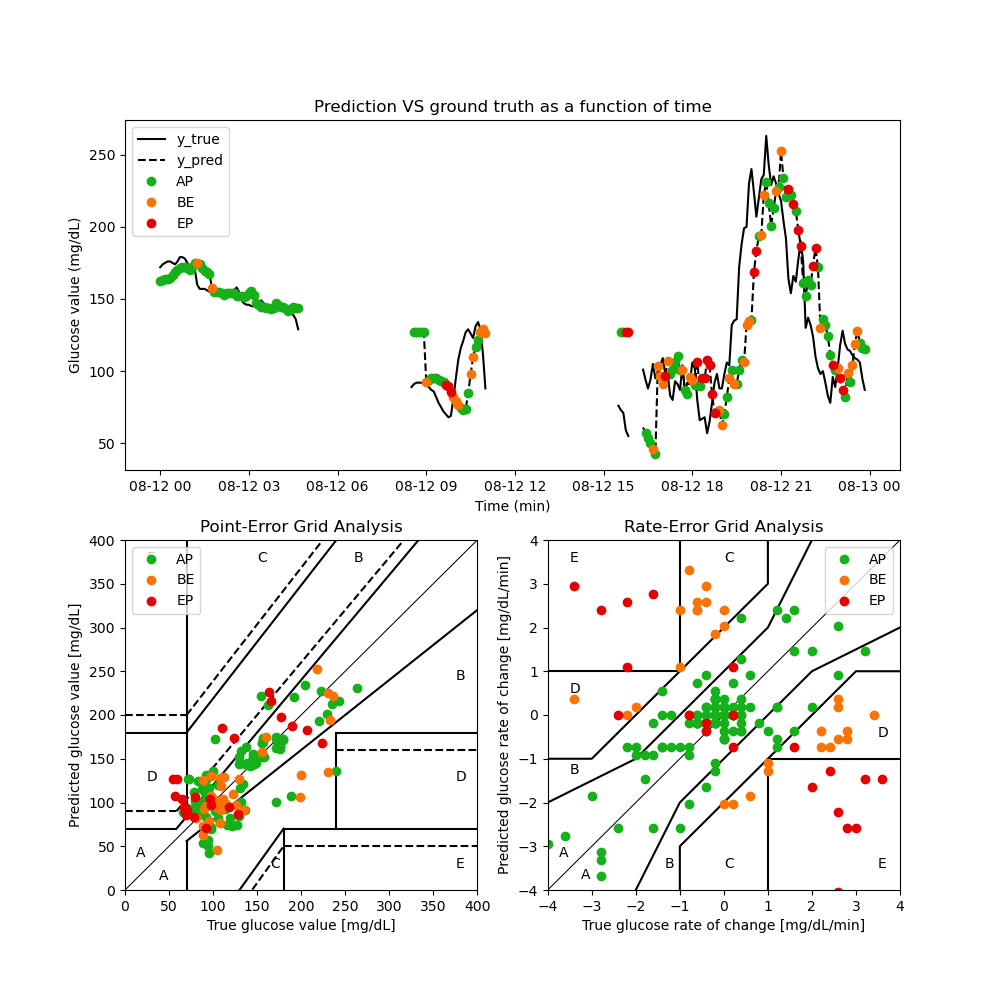 Prediction VS ground truth as a function of time
Glucose value (mg/dL)
250
200
150
100
50
y_true
y_pred
AP
BE
EP
08-12 00 08-12 03 08-12 06 08-12 09 08-12 12 08-12 15 08-12 18 08-12 21 08-13 00
Time (min)
Point-Error Grid Analysis
Predicted glucose value [mg/dL]
400
350
300
250
200
150
100
50
0
AP
BE
EP
C
B
B
D
D
A
A
C
E
0 50 100 150 200 250 300 350 400
True glucose value [mg/dL]
Rate-Error Grid Analysis
Predicted glucose rate of change [mg/dL/min]
4
3
2
1
0
−1
−2
−3
−4
E
C
AP
BE
EP
D
D
B
A
A
B
C
E
−4 −3 −2 −1 0 1 2 3 4
True glucose rate of change [mg/dL/min]